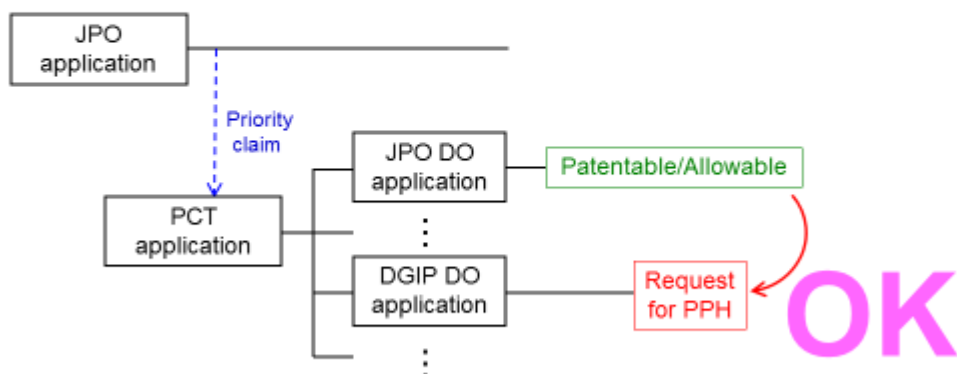 JPO
application
Priority
claim
JPO DO
application
Patentable/Allowable
PCT
application
DGIP DO
application
Request
for PPH
OK